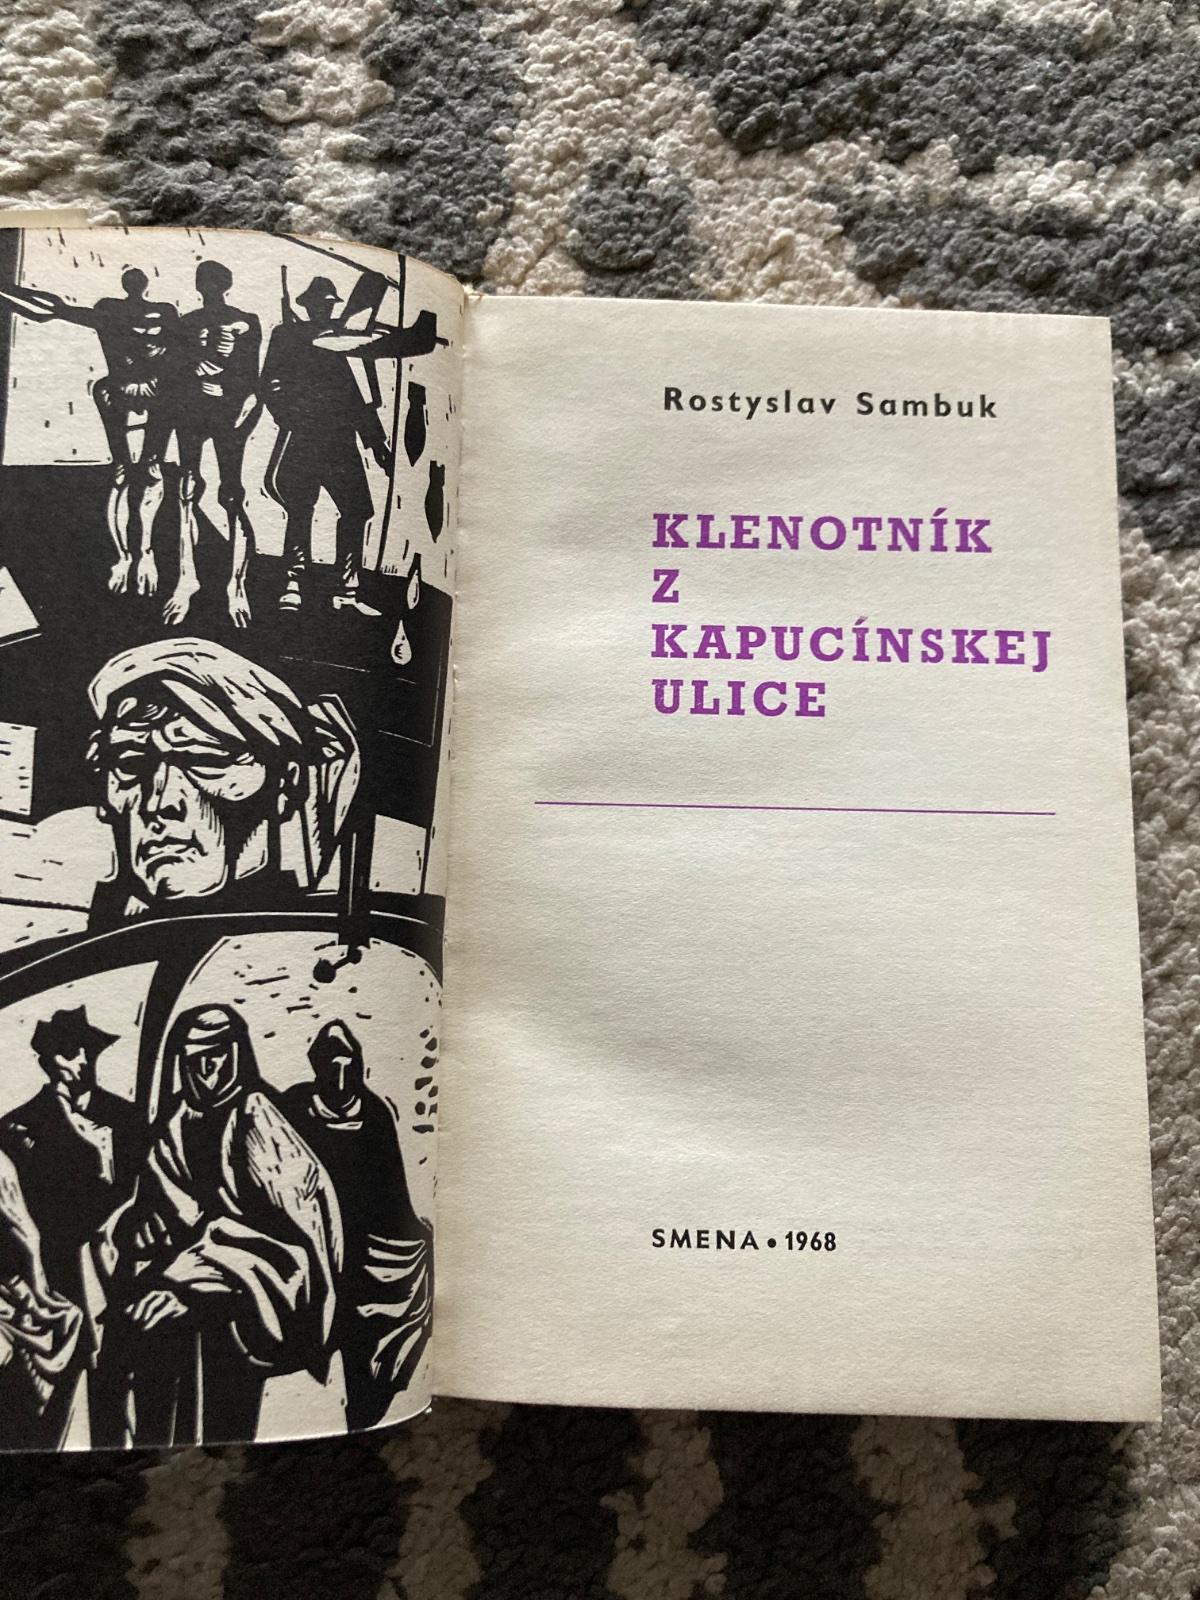 Rostyslav Sambuk
KLENOTNÍK
Z
KAPUCÍNSKEJ
ULICE
SMENA • 1968